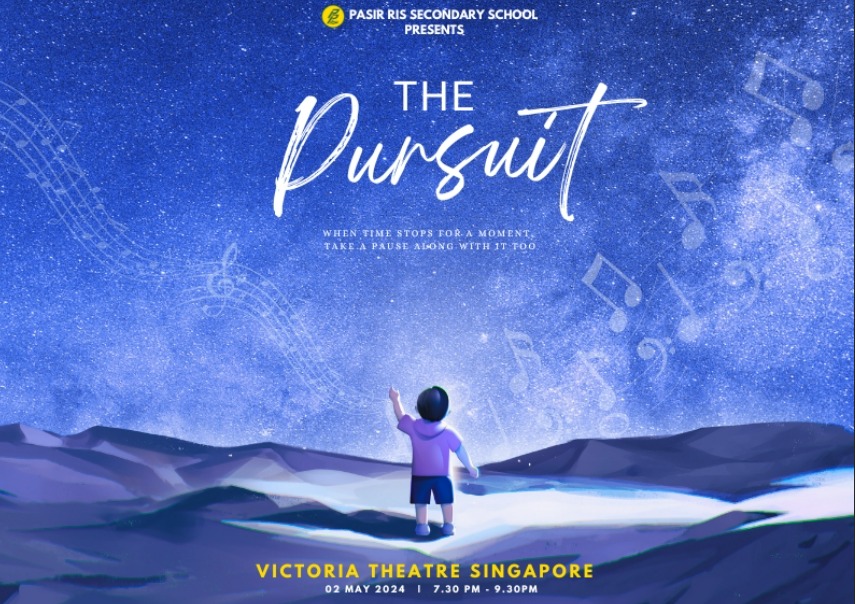 PASIR RIS SECONDARY SCHOOL
PRESENTS
THE
Pursuit
WHEN TIME STOPS FOR A MOMENT,
TAKE A PAUSE ALONG WITH IT TOO
VICTORIA THEATRE SINGAPORE
02 MAY 2024 | 7.30 PM - 9.30PM